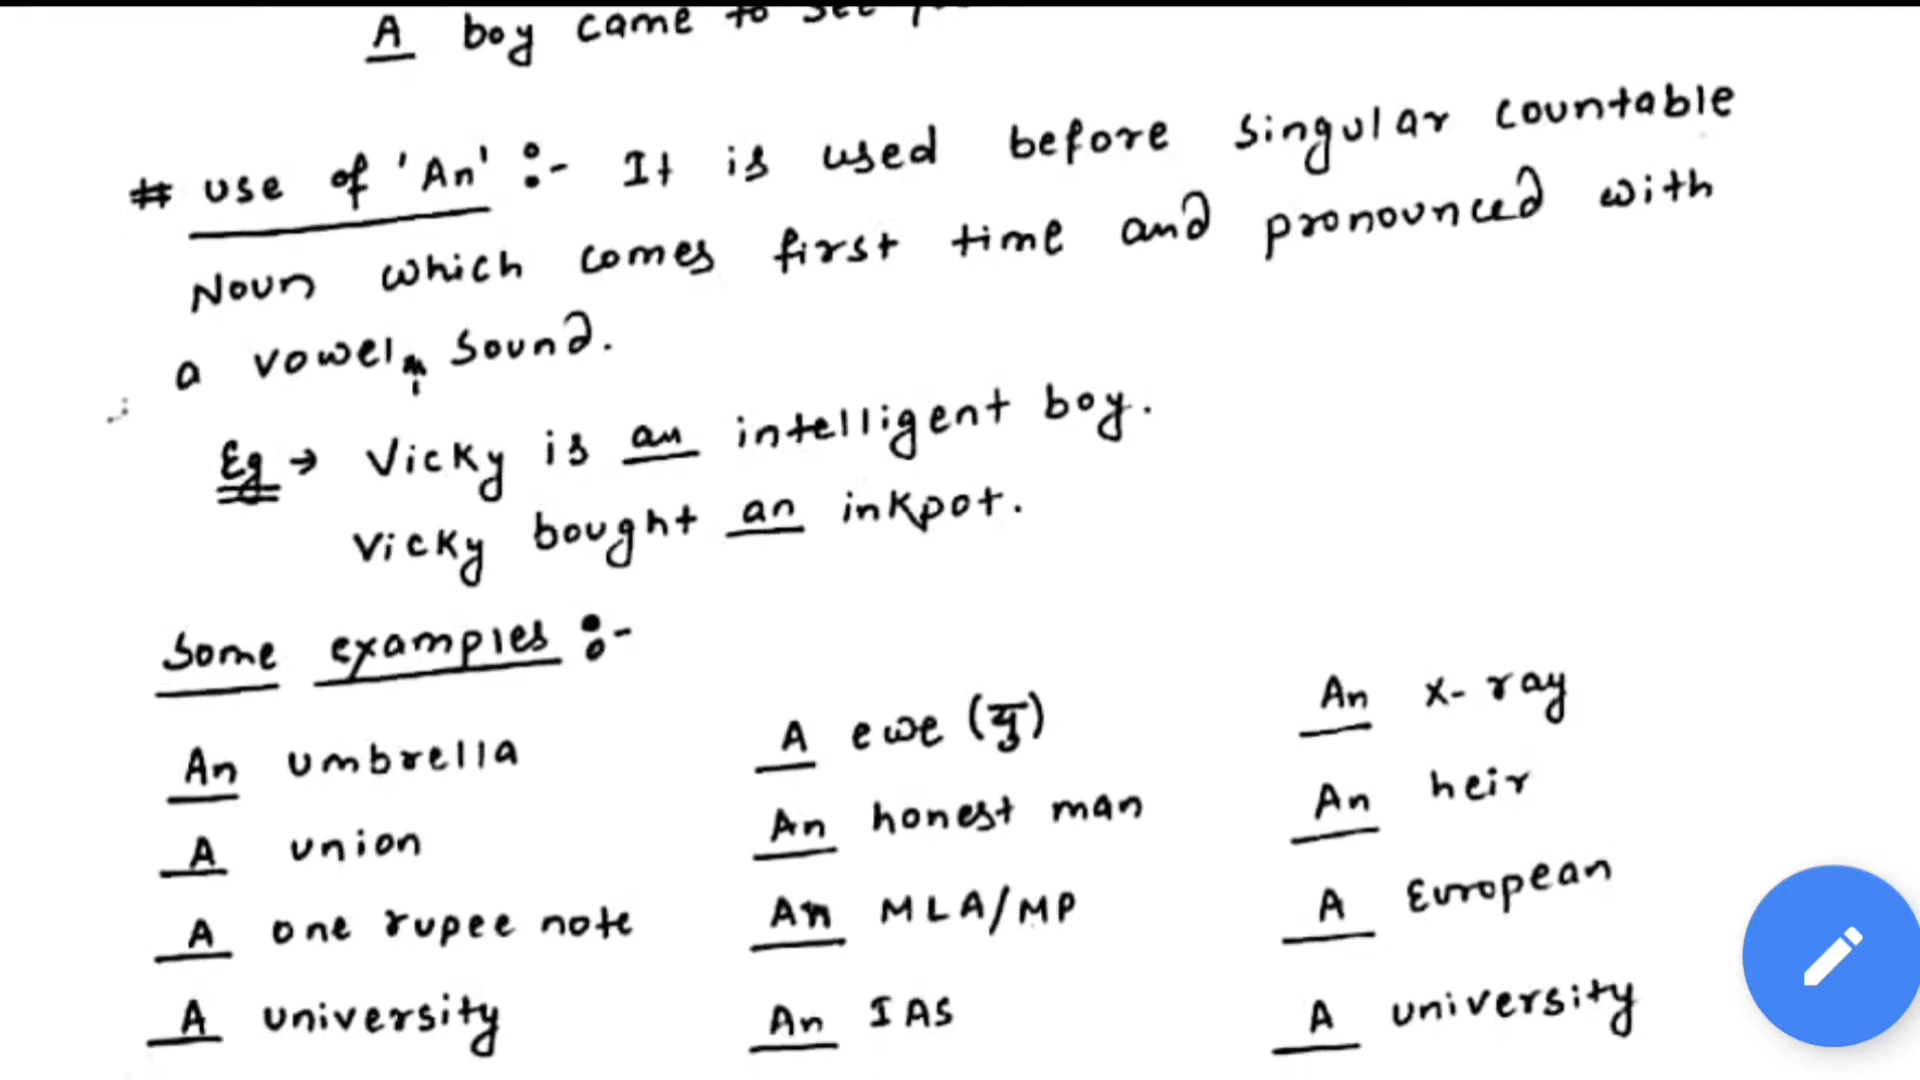 A boy came to see
# use of 'An' :- It is used before singular countable
Noun which comes first time and pronounced with
a vowel sound.
Eg → Vicky is an intelligent boy.
Vicky bought an inkpot.
Some examples :-
An umbrella A ewe (यु) An x-ray
A union An honest man An heir
A one rupee note An MLA/MP A European
A university An IAS A university